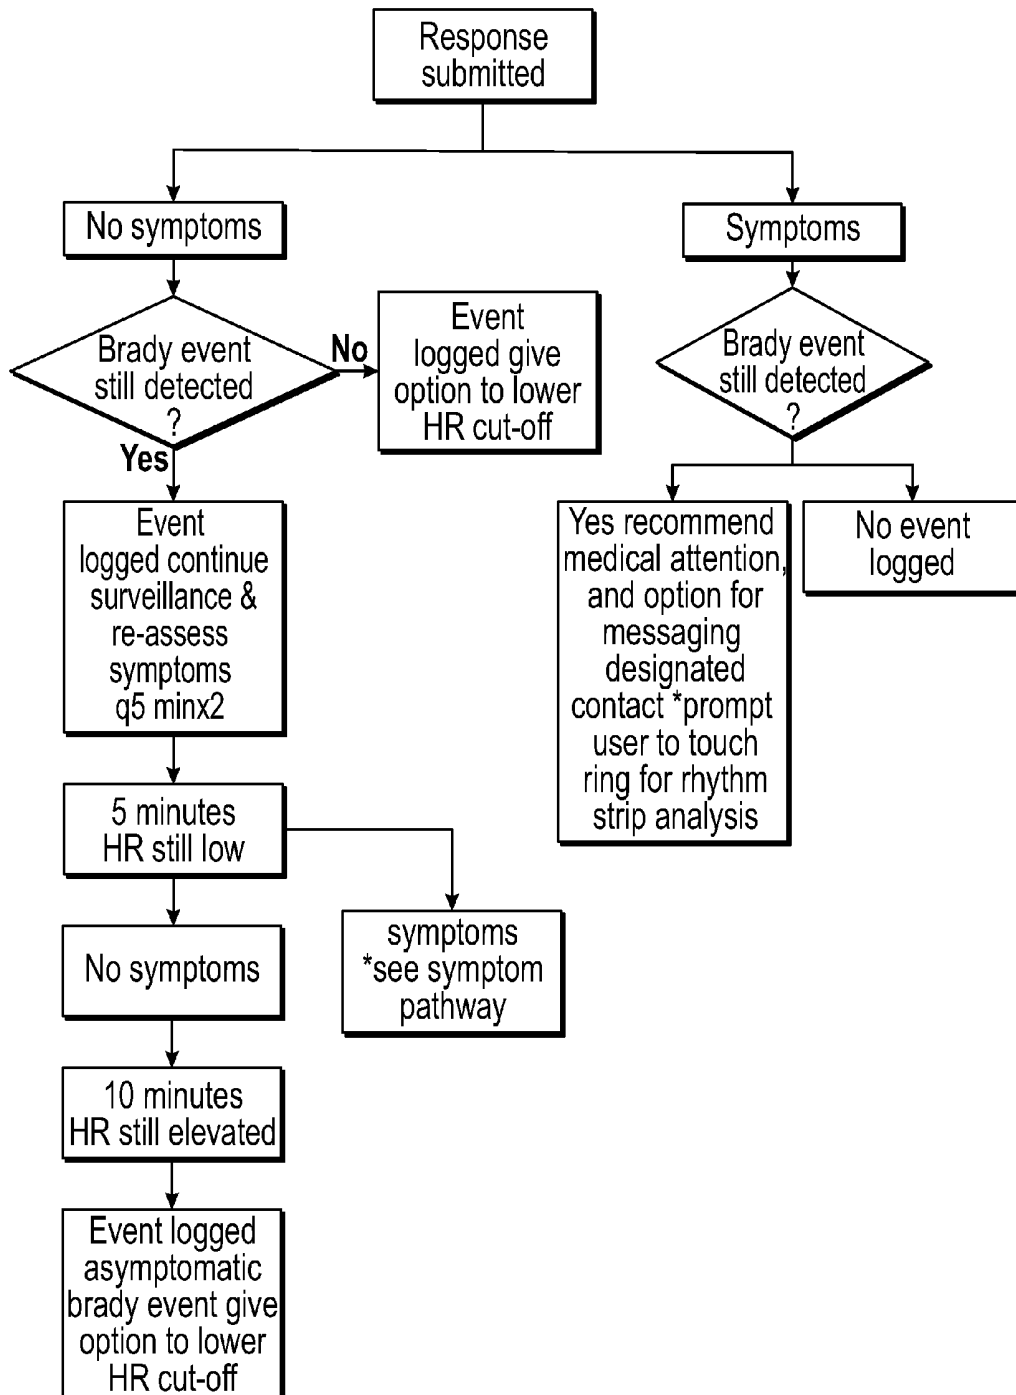 Response
submitted
No symptoms
Symptoms
Brady event
still detected
?
No
Yes
Event
logged give
option to lower
HR cut-off
Brady event
still detected
?
Event
logged continue
surveillance &
re-assess
symptoms
q5 minx2
Yes recommend
medical attention,
and option for
messaging
designated
contact *prompt
user to touch
ring for rhythm
strip analysis
No event
logged
5 minutes
HR still low
No symptoms
symptoms
*see symptom
pathway
10 minutes
HR still elevated
Event logged
asymptomatic
brady event give
option to lower
HR cut-off